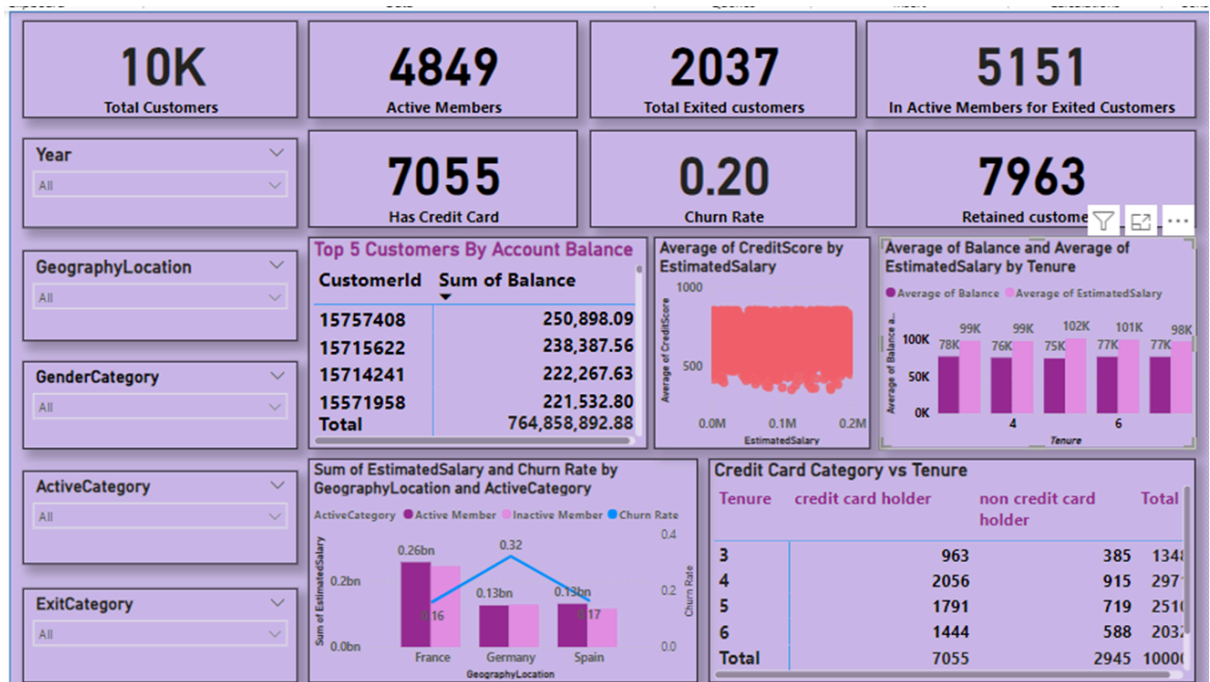 10K
Total Customers
4849
Active Members
2037
Total Exited customers
5151
In Active Members for Exited Customers
Year
All
7055
Has Credit Card
0.20
Churn Rate
7963
Retained custome
GeographyLocation
All
GenderCategory
All
ActiveCategory
All
ExitCategory
All
Top 5 Customers By Account Balance
CustomerId Sum of Balance
15757408 250,898.09
15715622 238,387.56
15714241 222,267.63
15571958 221,532.80
Total 764,858,892.88
Average of CreditScore by
EstimatedSalary
Average of CreditScore
1000
500
0.0M 0.1M 0.2M
EstimatedSalary
Average of Balance and Average of
EstimatedSalary by Tenure
Average of Balance Average of EstimatedSalary
Average of Balance a...
100K
50K
0K
78K 99K 76K 99K 75K 102K 77K 101K 77K 98K
4 6
Tenure
Sum of EstimatedSalary and Churn Rate by
GeographyLocation and ActiveCategory
ActiveCategory Active Member Inactive Member Churn Rate
Sum of EstimatedSalary
0.2bn
0.0bn
0.26bn 0.13bn 0.13bn
0.16 0.32 0.17
0.4
0.2
0.0
Churn Rate
France Germany Spain
GeographyLocation
Credit Card Category vs Tenure
Tenure credit card holder non credit card holder Total
3 963 385 1348
4 2056 915 2971
5 1791 719 2510
6 1444 588 2032
Total 7055 2945 10000